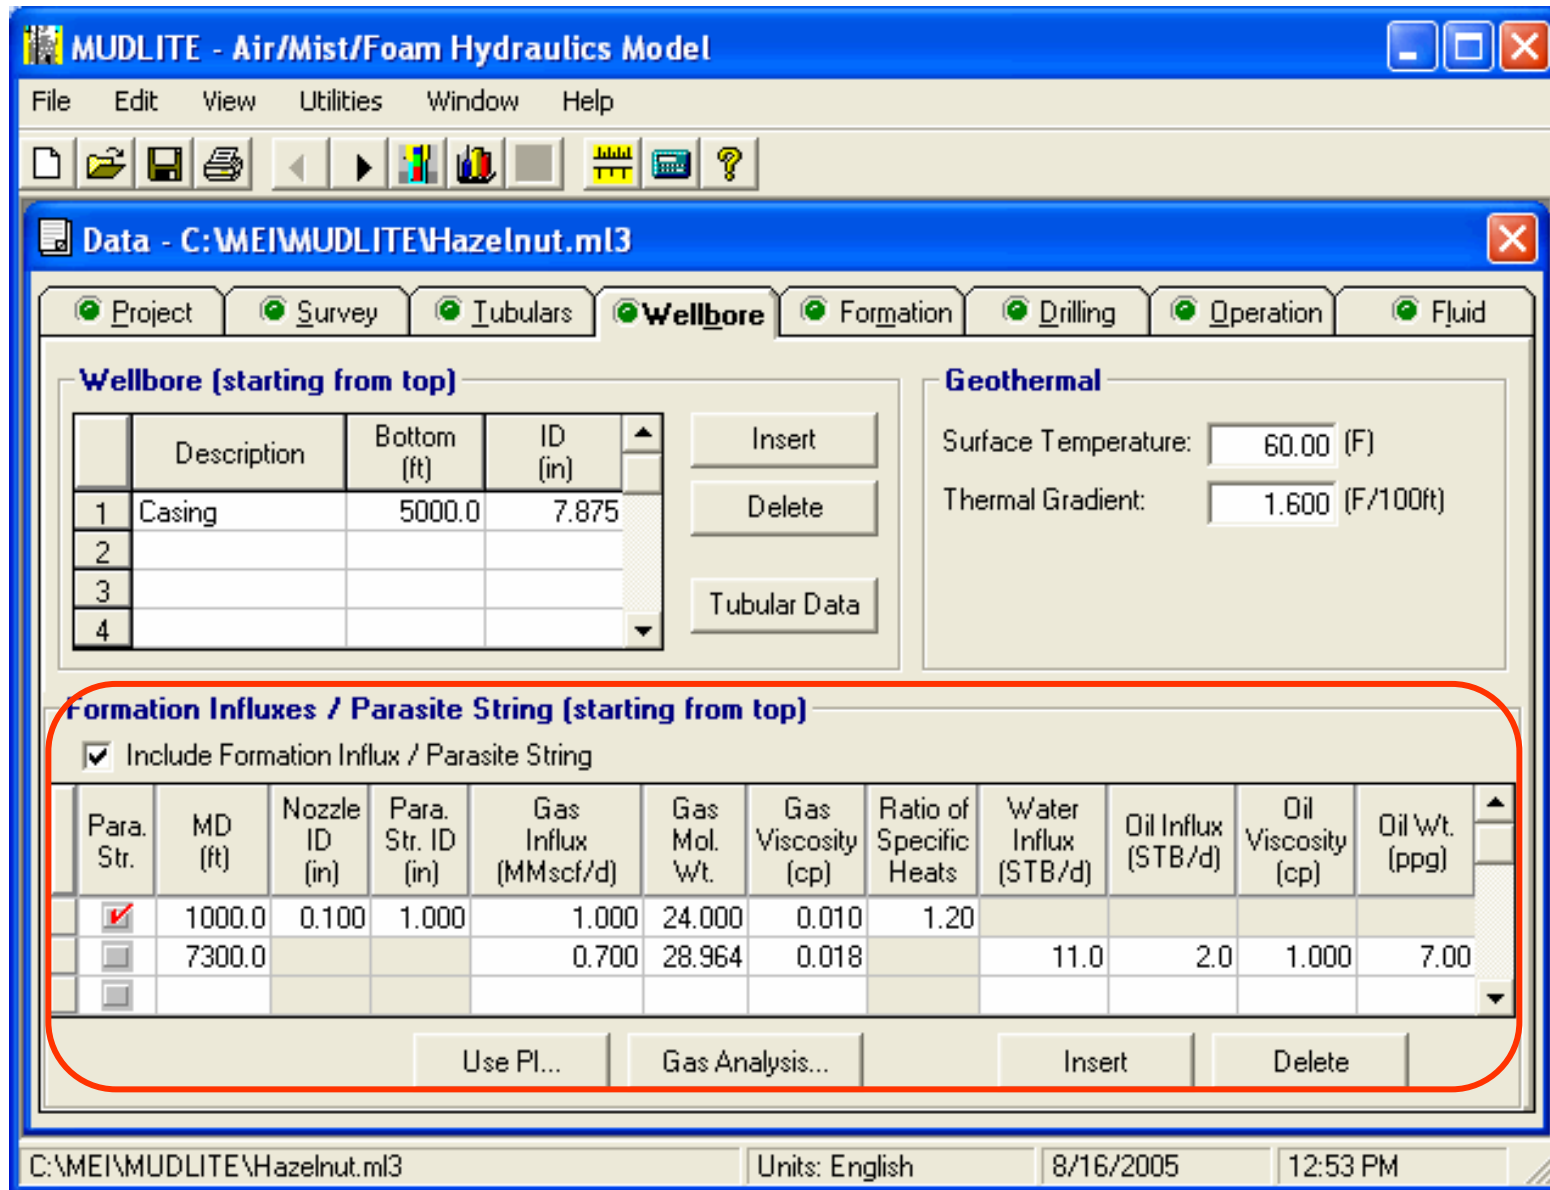 MUDLITE - Air/Mist/Foam Hydraulics Model
File Edit View Utilities Window Help
Data - C:\MEI\MUDLITE\Hazelnut.ml3
Project Survey Tubulars Wellbore Formation Drilling Operation Fluid
Wellbore (starting from top)
Description Bottom (ft) ID (in)
1 Casing 5000.0 7.875
2
3
4
Insert
Delete
Tubular Data
Geothermal
Surface Temperature: 60.00 (F)
Thermal Gradient: 1.600 (F/100ft)
Formation Influxes / Parasite String (starting from top)
Include Formation Influx / Parasite String
Para. Str. MD (ft) Nozzle ID (in) Para. Str. ID (in) Gas Influx (MMscf/d) Gas Mol. Wt. Gas Viscosity (cp) Ratio of Specific Heats Water Influx (STB/d) Oil Influx (STB/d) Oil Viscosity (cp) Oil Wt. (ppg)
1000.0 0.100 1.000 1.000 24.000 0.010 1.20
7300.0 0.700 28.964 0.018 11.0 2.0 1.000 7.00
Use PI... Gas Analysis... Insert Delete
C:\MEI\MUDLITE\Hazelnut.ml3 Units: English 8/16/2005 12:53 PM